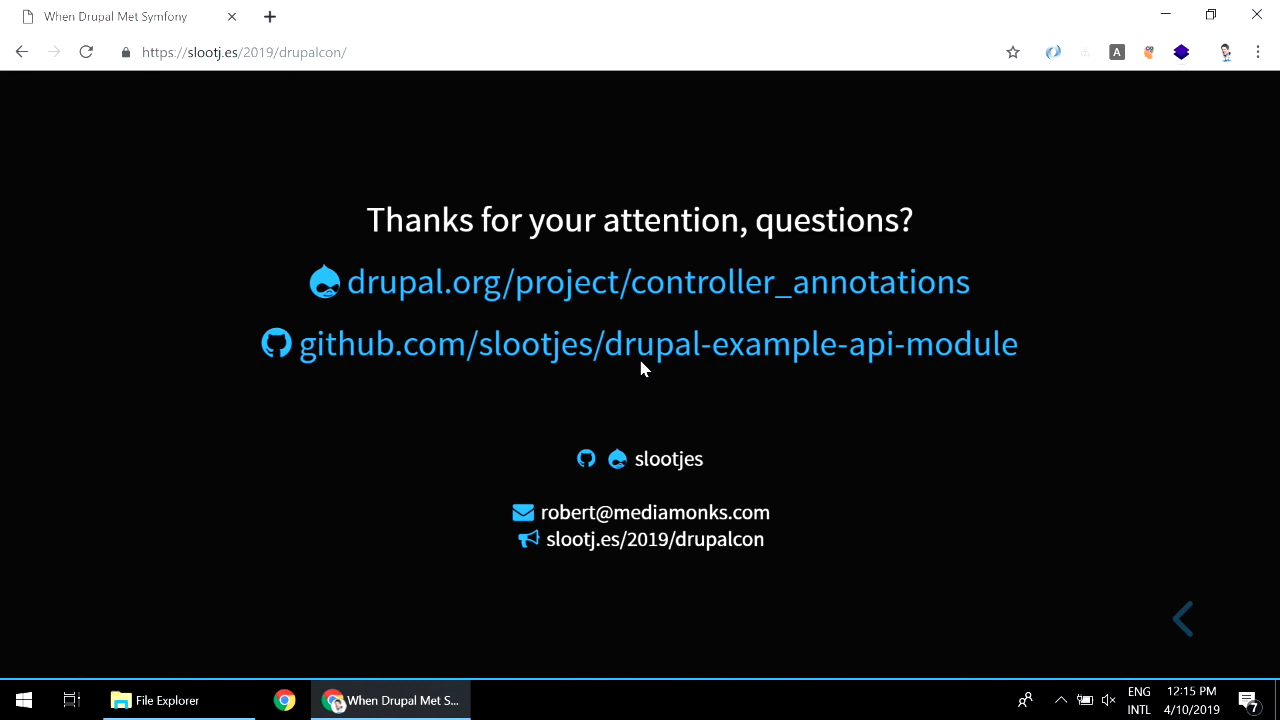 When Drupal Met Symfony
https://slootj.es/2019/drupalcon/
A
Thanks for your attention, questions?
drupal.org/project/controller_annotations
github.com/slootjes/drupal-example-api-module
slootjes
robert@mediamonks.com
slootj.es/2019/drupalcon
File Explorer
When Drupal Met S...
ENG
INTL
12:15 PM
4/10/2019
7